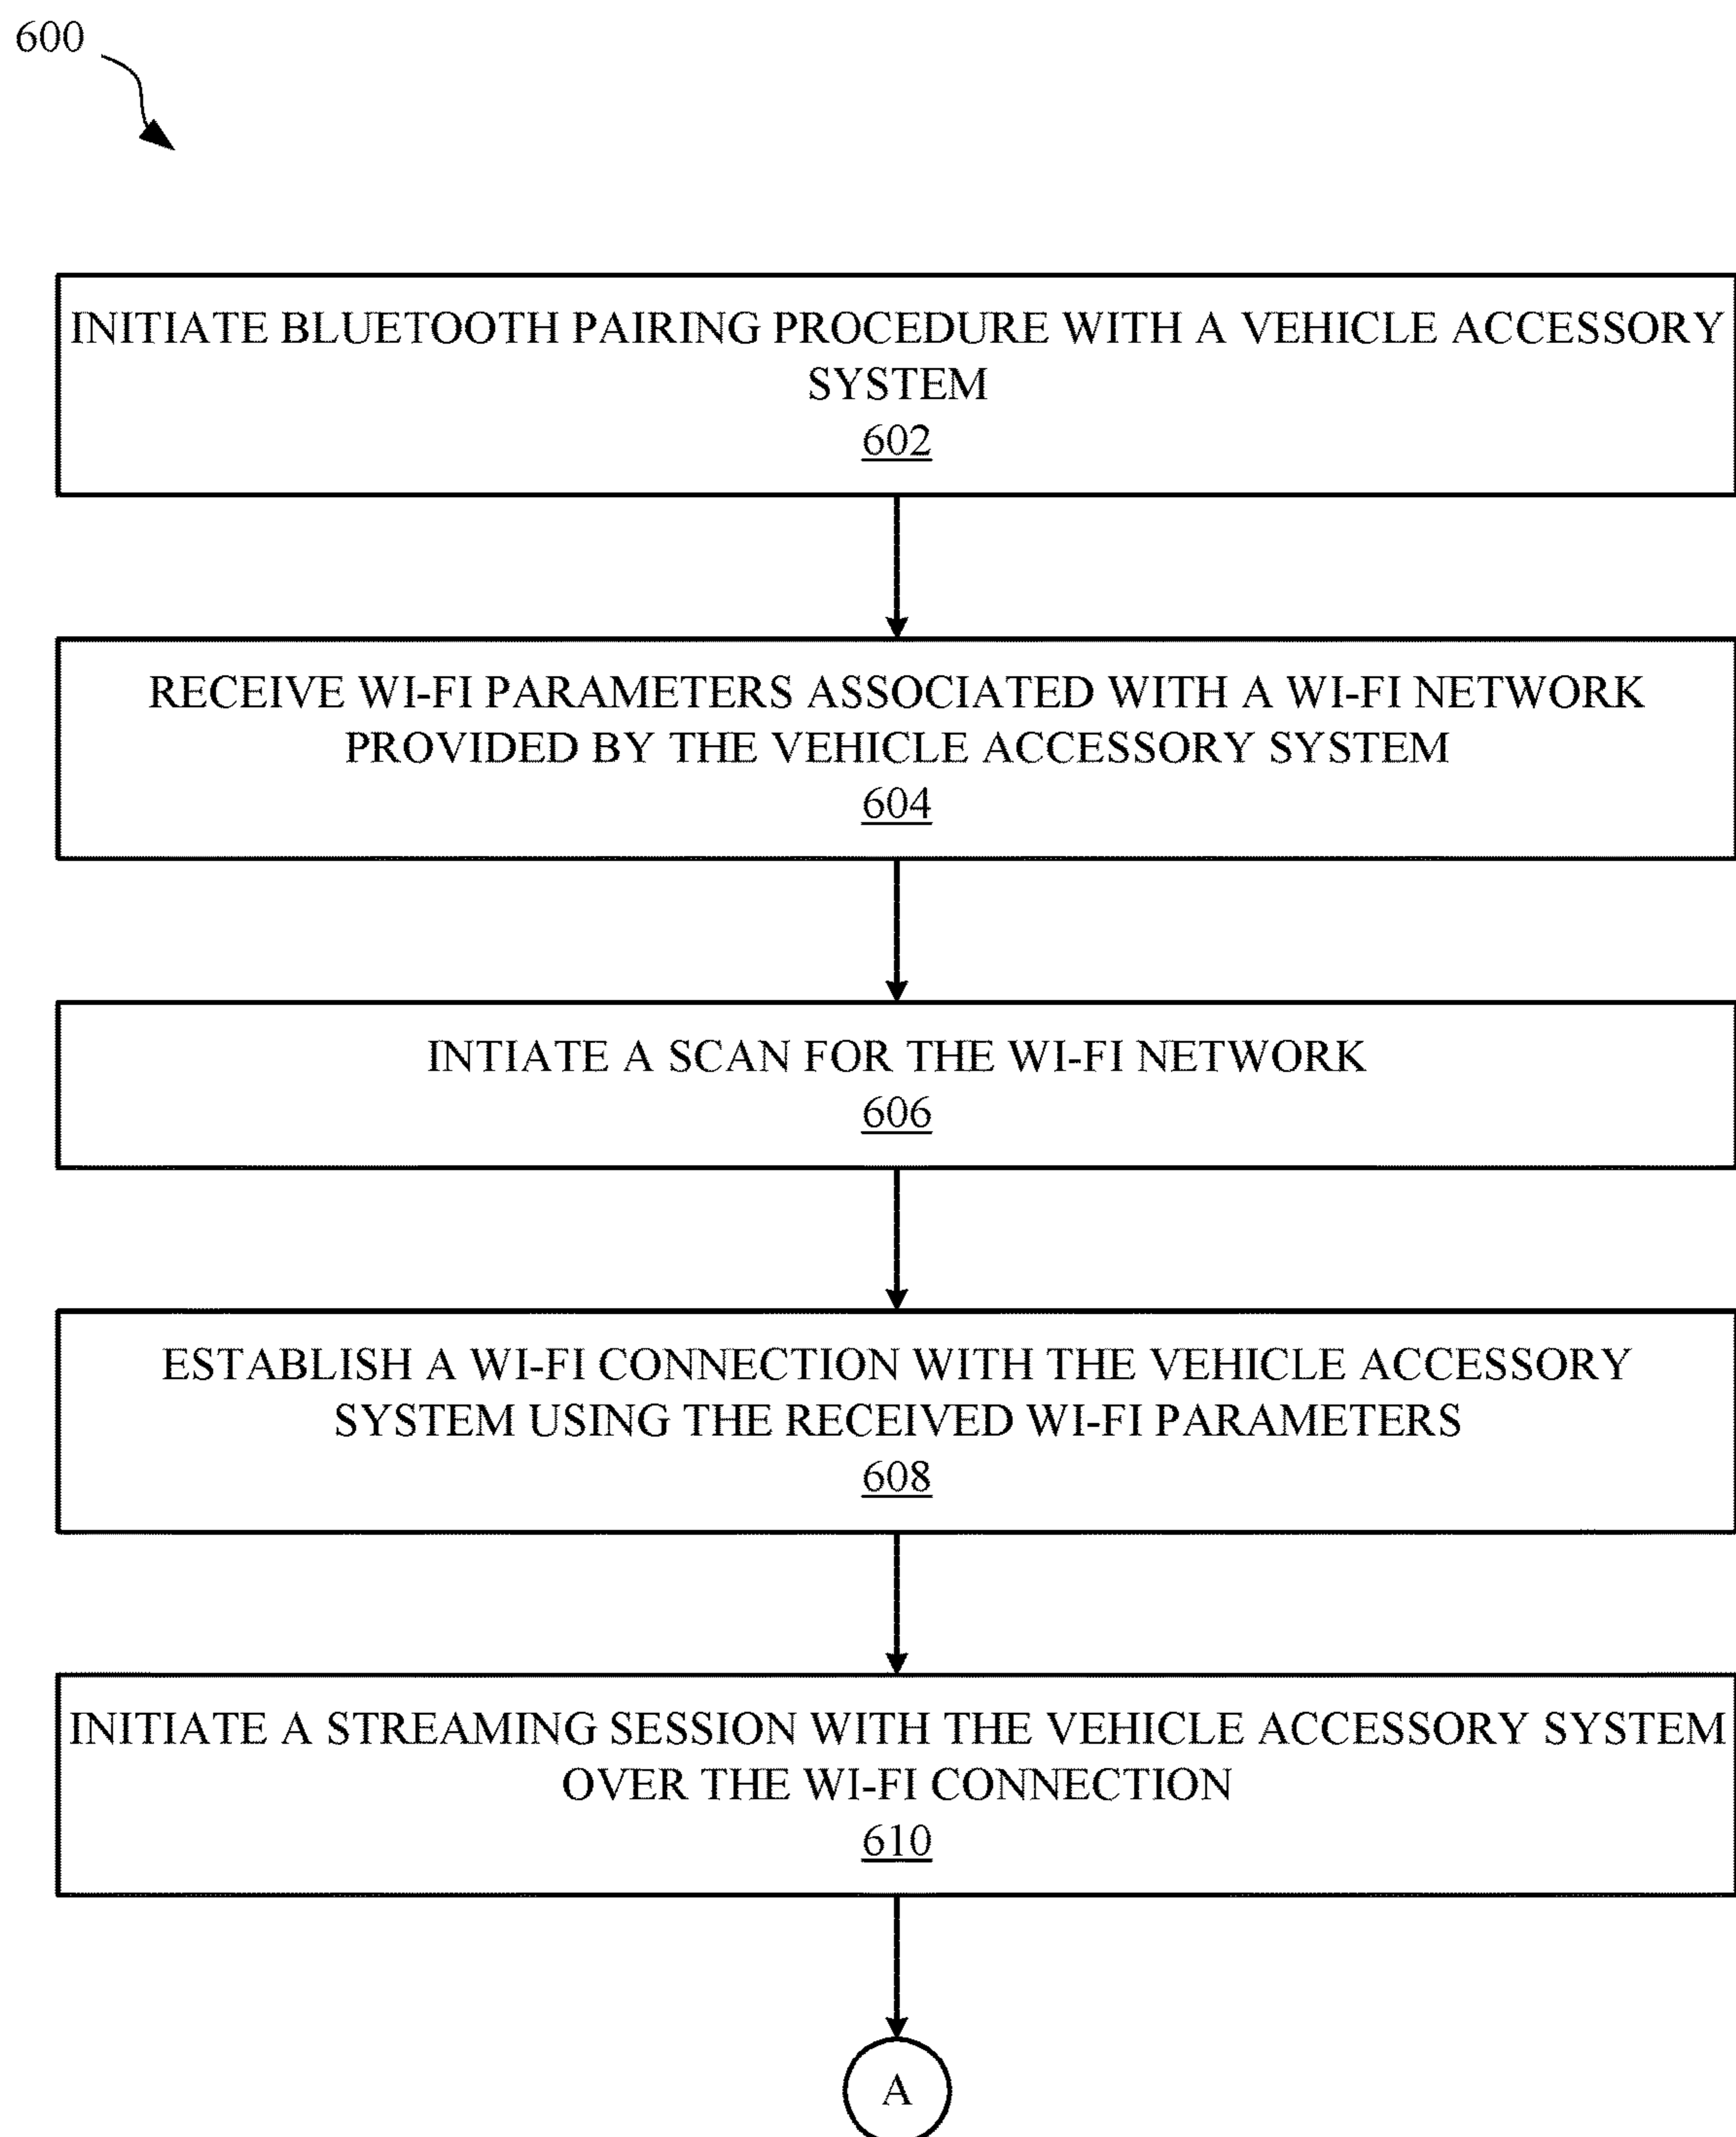 600
INITIATE BLUETOOTH PAIRING PROCEDURE WITH A VEHICLE ACCESSORY
SYSTEM
602
RECEIVE WI-FI PARAMETERS ASSOCIATED WITH A WI-FI NETWORK
PROVIDED BY THE VEHICLE ACCESSORY SYSTEM
604
INTIATE A SCAN FOR THE WI-FI NETWORK
606
ESTABLISH A WI-FI CONNECTION WITH THE VEHICLE ACCESSORY
SYSTEM USING THE RECEIVED WI-FI PARAMETERS
608
INITIATE A STREAMING SESSION WITH THE VEHICLE ACCESSORY SYSTEM
OVER THE WI-FI CONNECTION
610
A